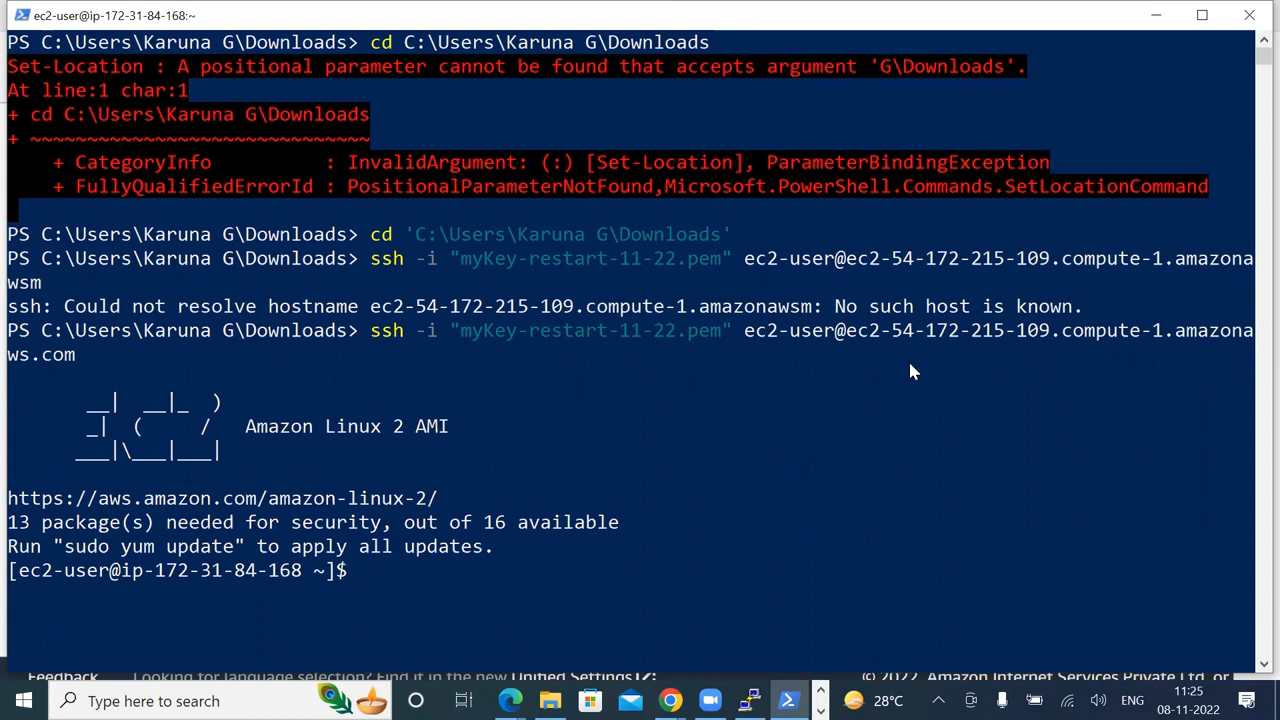 ec2-user@ip-172-31-84-168:~
PS C:\Users\Karuna G\Downloads> cd C:\Users\Karuna G\Downloads
Set-Location : A positional parameter cannot be found that accepts argument 'G\Downloads'.
At line:1 char:1
+ cd C:\Users\Karuna G\Downloads
+ ~~~~~~~~~~~~~~~~~~~~~~~~~~~~~~
    + CategoryInfo          : InvalidArgument: (:) [Set-Location], ParameterBindingException
    + FullyQualifiedErrorId : PositionalParameterNotFound,Microsoft.PowerShell.Commands.SetLocationCommand
PS C:\Users\Karuna G\Downloads> cd 'C:\Users\Karuna G\Downloads'
PS C:\Users\Karuna G\Downloads> ssh -i "myKey-restart-11-22.pem" ec2-user@ec2-54-172-215-109.compute-1.amazona
wsm
ssh: Could not resolve hostname ec2-54-172-215-109.compute-1.amazonawsm: No such host is known.
PS C:\Users\Karuna G\Downloads> ssh -i "myKey-restart-11-22.pem" ec2-user@ec2-54-172-215-109.compute-1.amazona
ws.com
       __|  __|_  )
       _|  (     /   Amazon Linux 2 AMI
      ___|\___|___|
https://aws.amazon.com/amazon-linux-2/
13 package(s) needed for security, out of 16 available
Run "sudo yum update" to apply all updates.
[ec2-user@ip-172-31-84-168 ~]$
Feedback Looking for language selection? Find it in the new Unified Settings © 2022, Amazon Internet Services Private Ltd. or
Type here to search 28°C ENG 11:25
08-11-2022